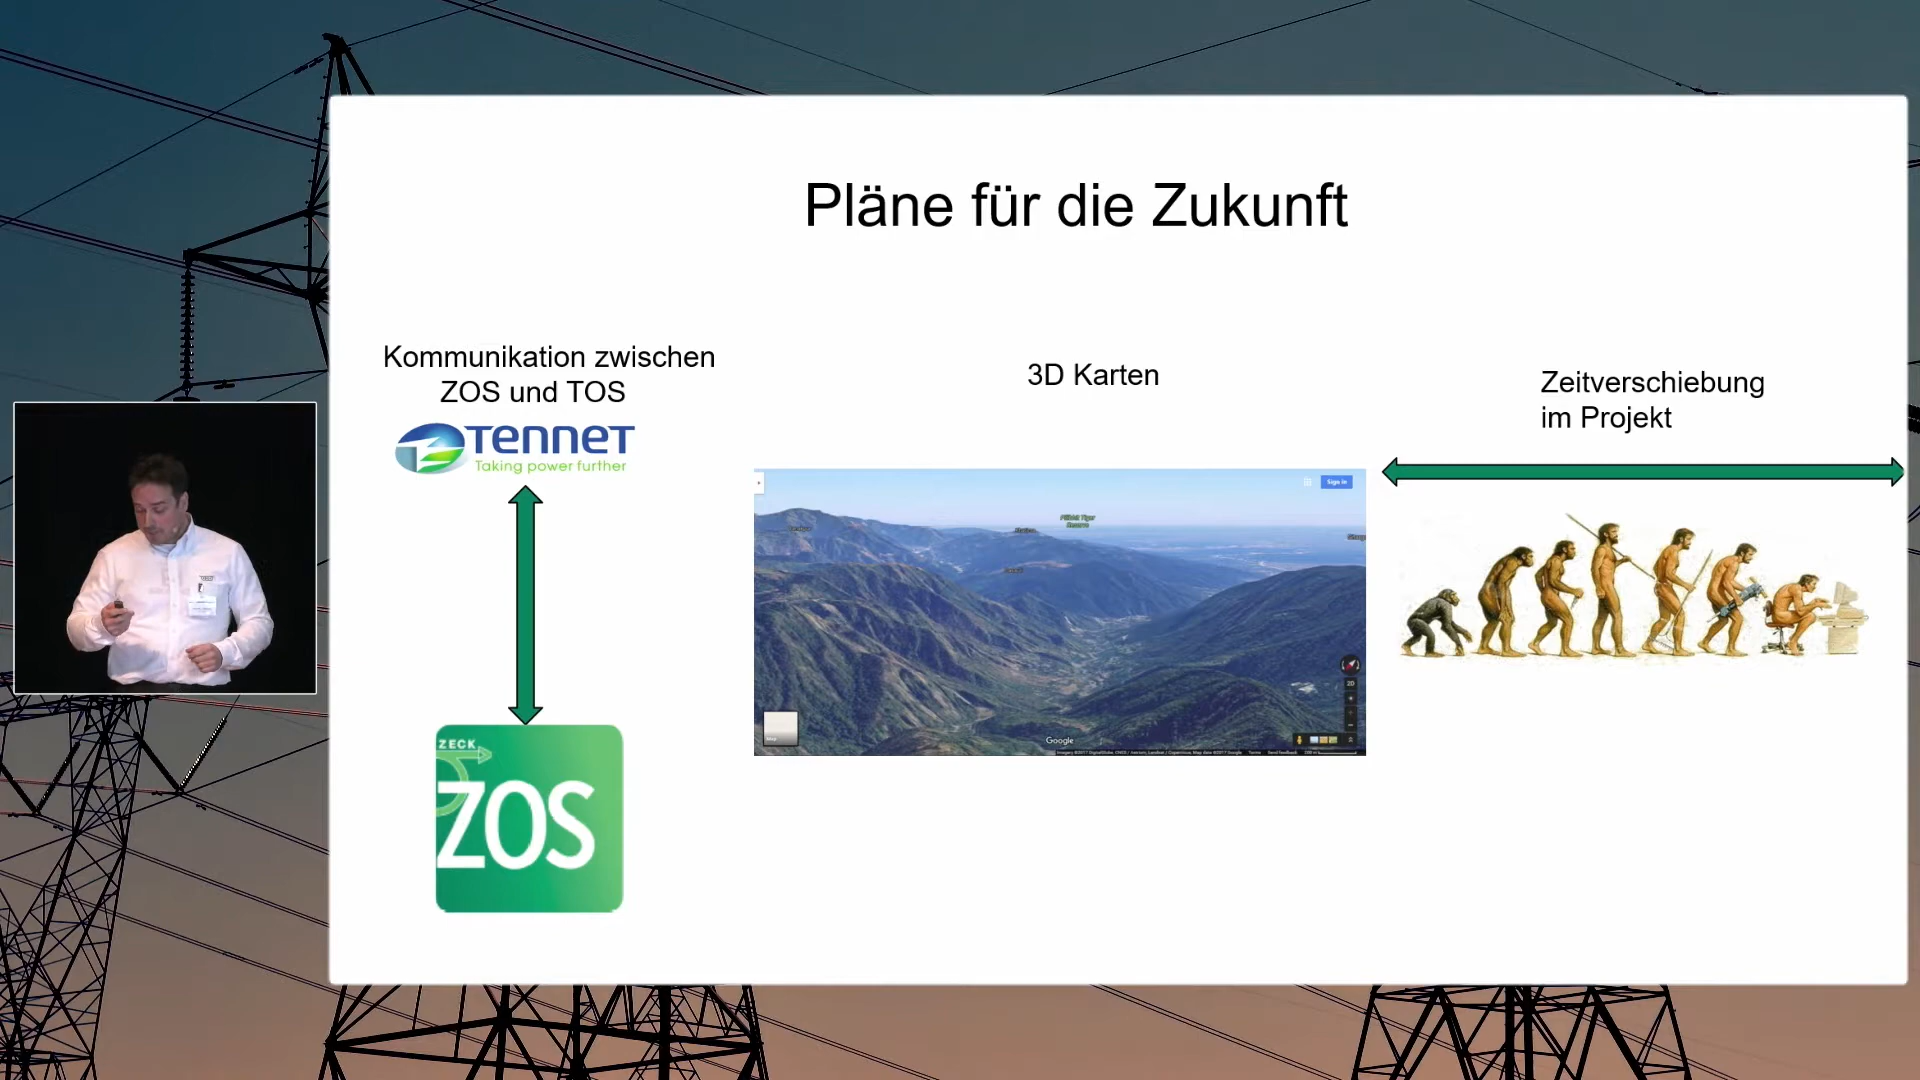 Pläne für die Zukunft
Kommunikation zwischen
ZOS und TOS
TenneT
Taking power further
ZECK
ZOS
3D Karten
Sign in
Google
2D
Zeitverschiebung
im Projekt